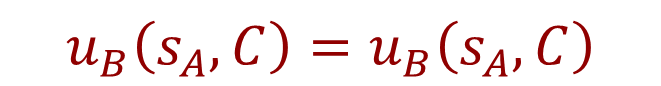 u_B(s_A, C) = u_B(s_A, C)